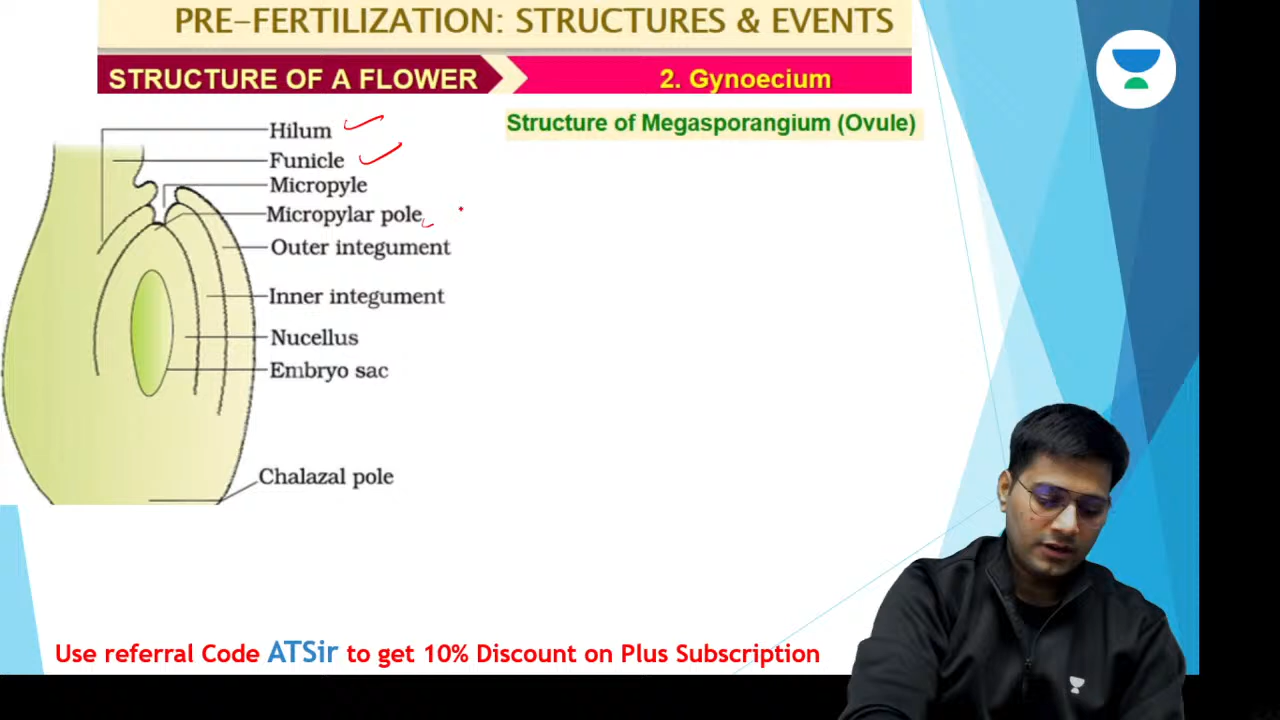 PRE-FERTILIZATION: STRUCTURES & EVENTS
STRUCTURE OF A FLOWER
2. Gynoecium
Structure of Megasporangium (Ovule)
Hilum
Funicle
Micropyle
Micropylar pole
Outer integument
Inner integument
Nucellus
Embryo sac
Chalazal pole
Use referral Code ATSir to get 10% Discount on Plus Subscription